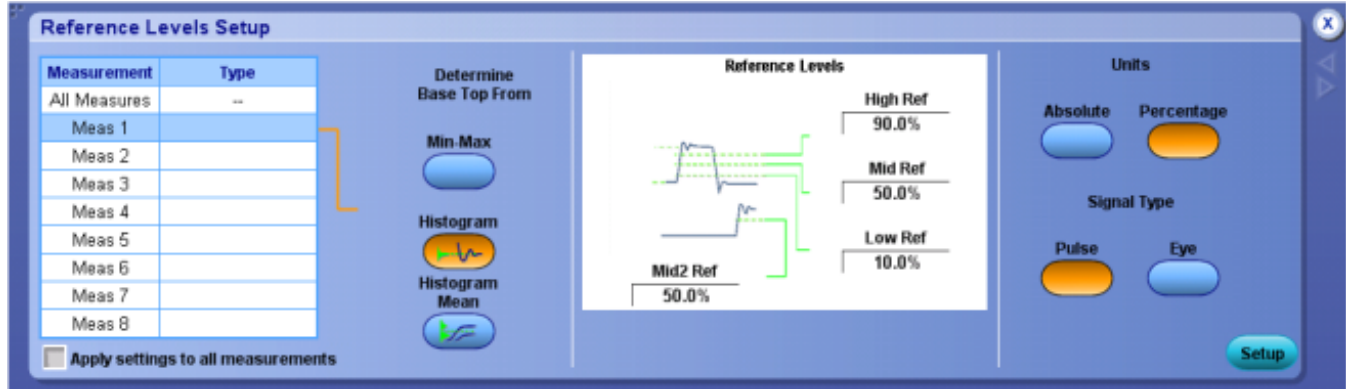 Reference Levels Setup
X
Measurement Type
All Measures --
Meas 1
Meas 2
Meas 3
Meas 4
Meas 5
Meas 6
Meas 7
Meas 8
Apply settings to all measurements
Determine
Base Top From
Min-Max
Histogram
Histogram
Mean
Reference Levels
High Ref
90.0%
Mid Ref
50.0%
Low Ref
10.0%
Mid2 Ref
50.0%
Units
Absolute Percentage
Signal Type
Pulse Eye
Setup